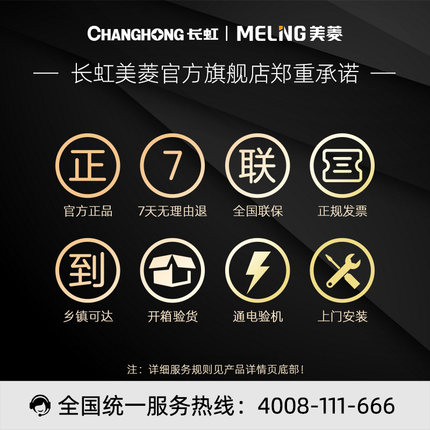 CHANGHONG 长虹 | MELING 美菱
长虹美菱官方旗舰店郑重承诺
正 7 联
官方正品 7天无理由退 全国联保 正规发票
到
乡镇可达 开箱验货 通电验机 上门安装
注：详细服务规则见产品详情页底部！
全国统一服务热线：4008-111-666